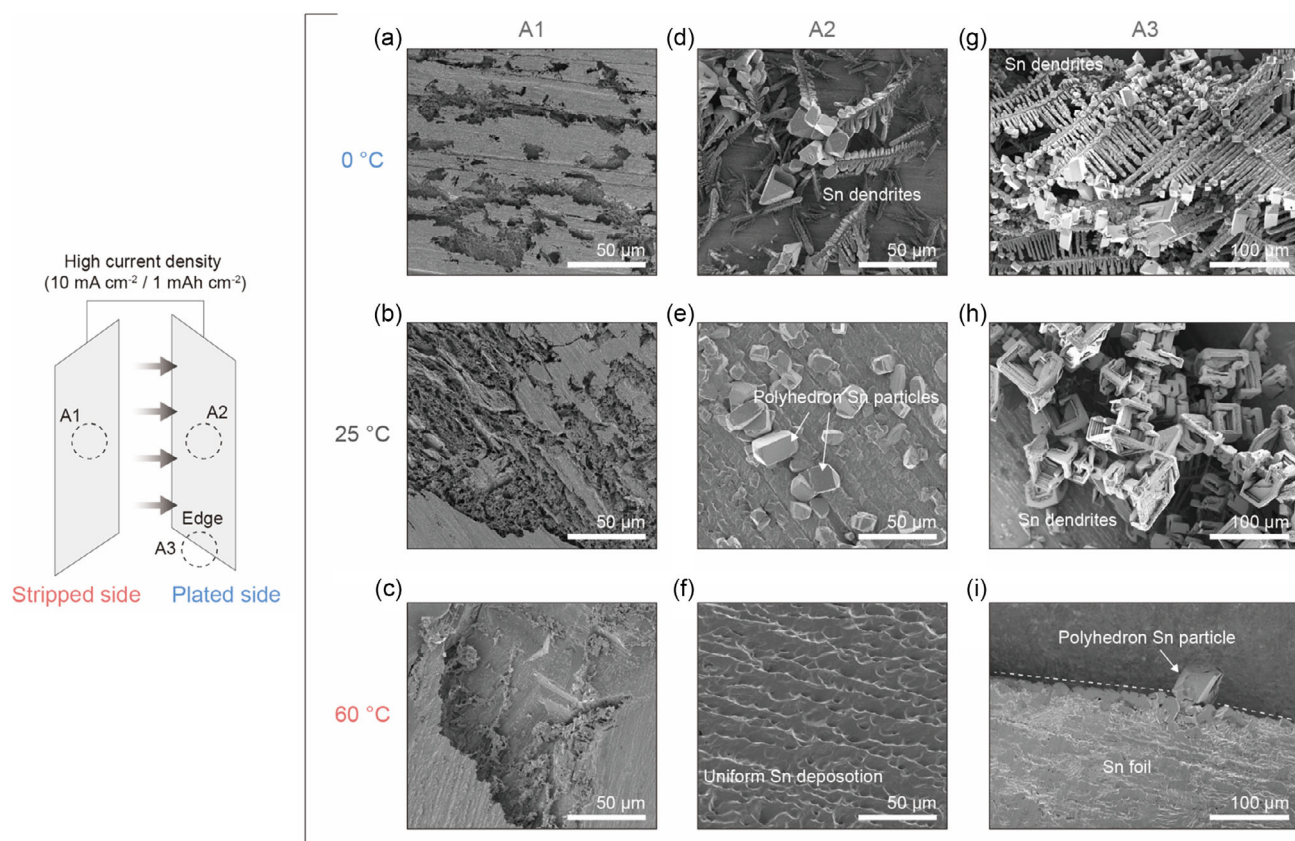 High current density
(10 mA cm⁻² / 1 mAh cm⁻²)
A1
A2
Edge
A3
Stripped side
Plated side
A1
A2
A3
0 °C
(a)
50 µm
(d)
Sn dendrites
50 µm
(g)
Sn dendrites
100 µm
25 °C
(b)
50 µm
(e)
Polyhedron Sn particles
50 µm
(h)
Sn dendrites
100 µm
60 °C
(c)
50 µm
(f)
Uniform Sn deposotion
50 µm
(i)
Polyhedron Sn particle
Sn foil
100 µm